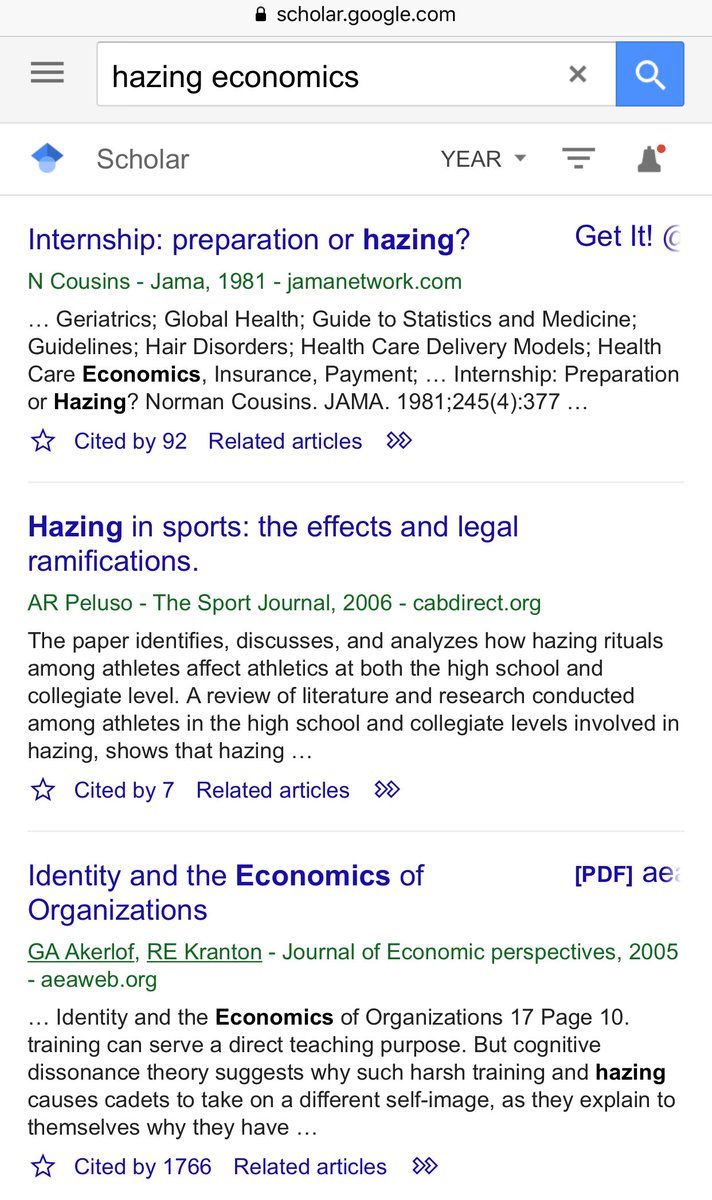 scholar.google.com
hazing economics
Scholar
YEAR
Internship: preparation or hazing?
Get It!
N Cousins - Jama, 1981 - jamanetwork.com
... Geriatrics; Global Health; Guide to Statistics and Medicine;
Guidelines; Hair Disorders; Health Care Delivery Models; Health
Care Economics, Insurance, Payment; ... Internship: Preparation
or Hazing? Norman Cousins. JAMA. 1981;245(4):377 ...
Cited by 92 Related articles
Hazing in sports: the effects and legal
ramifications.
AR Peluso - The Sport Journal, 2006 - cabdirect.org
The paper identifies, discusses, and analyzes how hazing rituals
among athletes affect athletics at both the high school and
collegiate level. A review of literature and research conducted
among athletes in the high school and collegiate levels involved in
hazing, shows that hazing ...
Cited by 7 Related articles
Identity and the Economics of
[PDF]
Organizations
GA Akerlof, RE Kranton - Journal of Economic perspectives, 2005
- aeaweb.org
... Identity and the Economics of Organizations 17 Page 10.
training can serve a direct teaching purpose. But cognitive
dissonance theory suggests why such harsh training and hazing
causes cadets to take on a different self-image, as they explain to
themselves why they have ...
Cited by 1766 Related articles